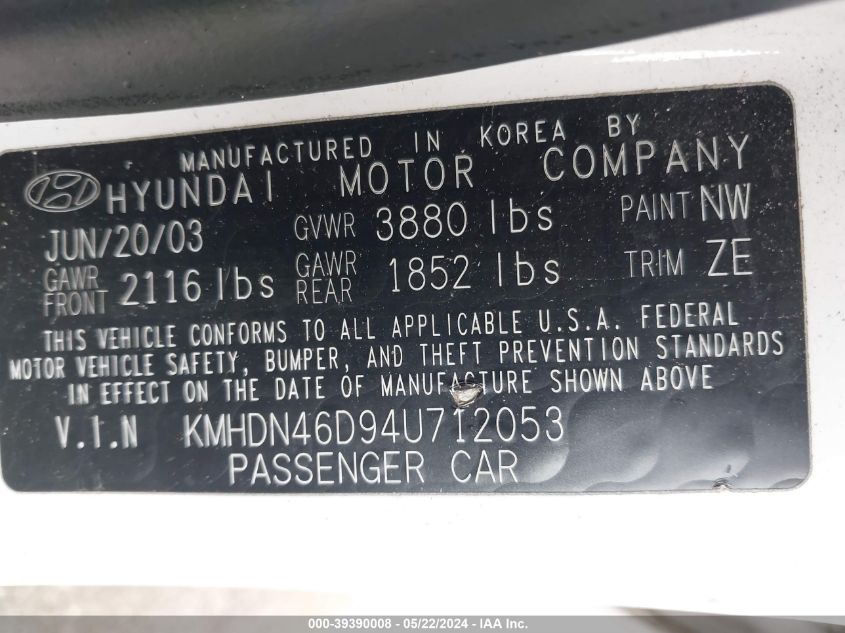 MANUFACTURED IN KOREA BY
HYUNDAI MOTOR COMPANY
JUN/20/03 GVWR 3880 lbs PAINT NW
GAWR FRONT 2116 lbs GAWR REAR 1852 lbs TRIM ZE
THIS VEHICLE CONFORMS TO ALL APPLICABLE U.S.A. FEDERAL
MOTOR VEHICLE SAFETY, BUMPER, AND THEFT PREVENTION STANDARDS
IN EFFECT ON THE DATE OF MANUFACTURE SHOWN ABOVE
V.I.N KMHDN46D94U712053
PASSENGER CAR
000-39390008 - 05/22/2024 - IAA Inc.